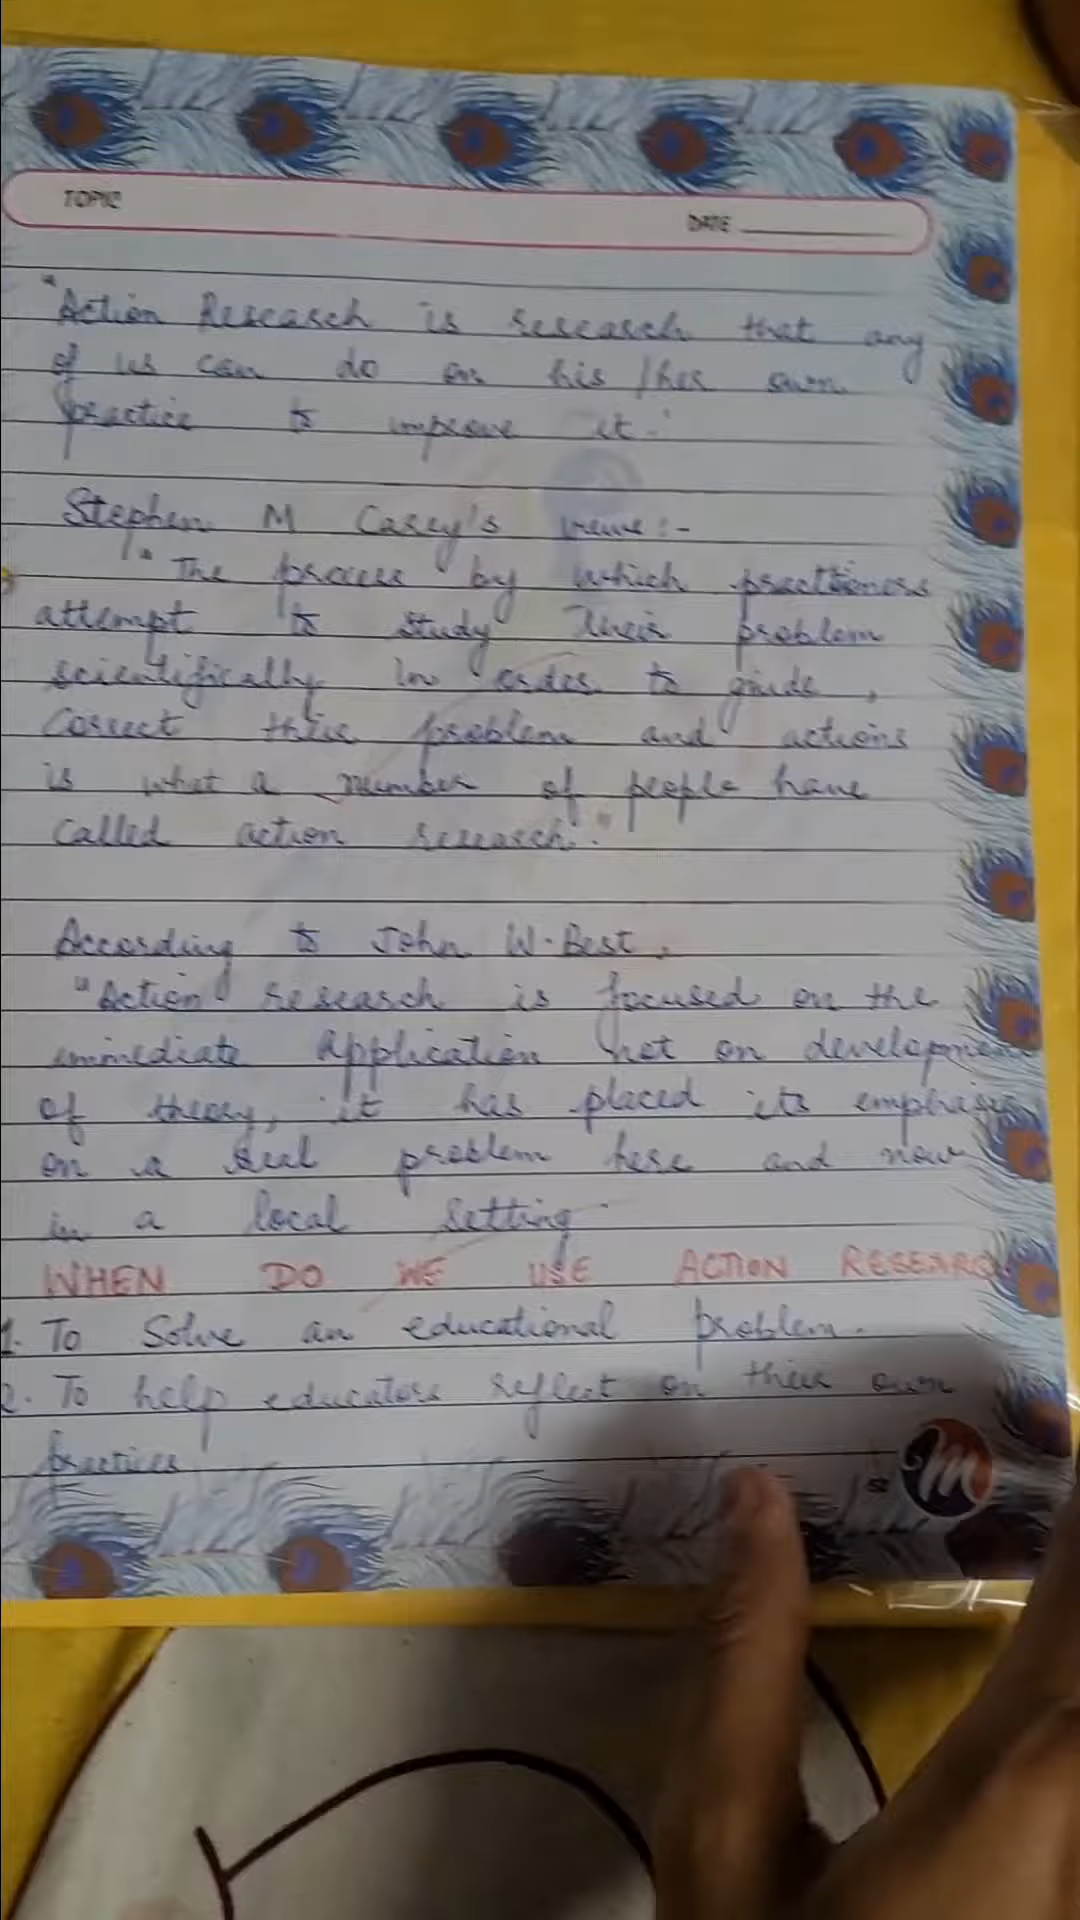 TOPIC
DATE
"Action Research is research that any
of us can do on his/her own
practice to improve it."
Stephen M Corey's view:-
"The process by which practioners
attempt to study their problem
scientifically in order to guide,
Correct their problem and actions
is what a number of people have
called action research."
According to John W. Best,
"Action research is focused on the
immediate application not on developmen
of theory, it has placed its emphasis
on a real problem here and now
in a local setting
WHEN DO WE USE ACTION RESEARC
1. To Solve an educational problem.
2. To help educators reflect on their own
practices
M